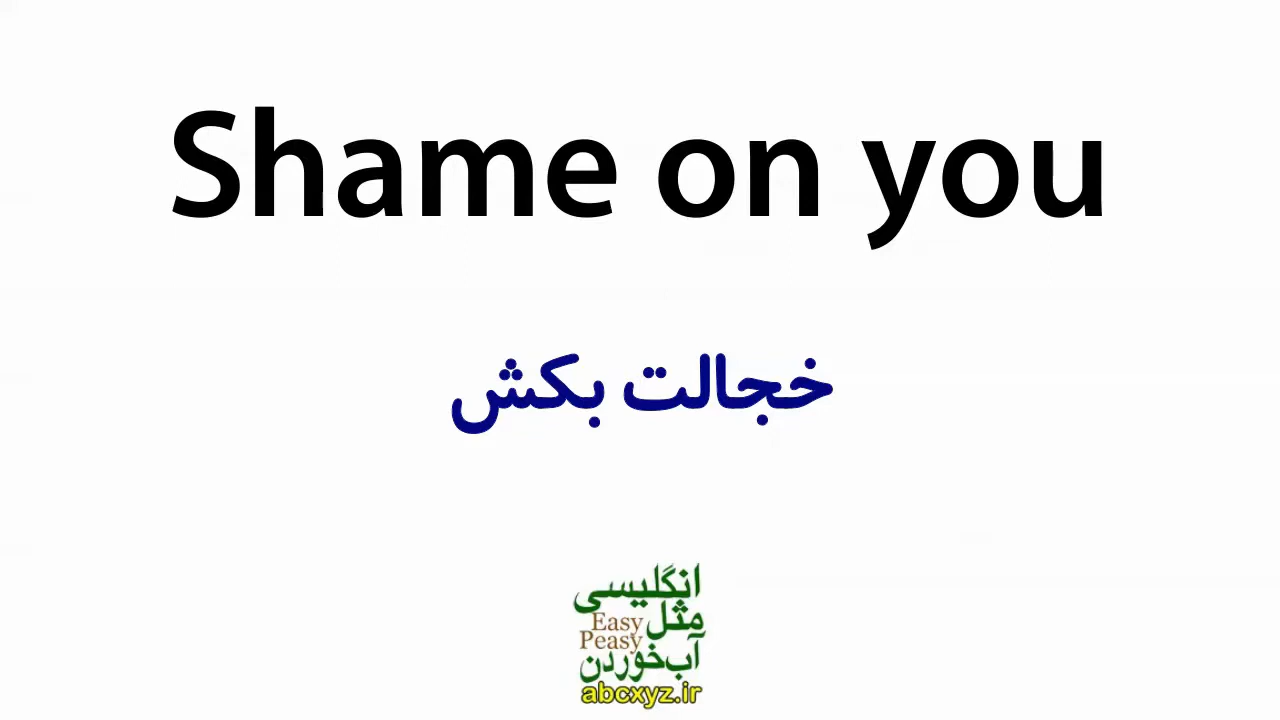 Shame on you
خجالت بکش
انگلیسی
مثل
Easy
Peasy
آب‌خوردن
abcxyz.ir